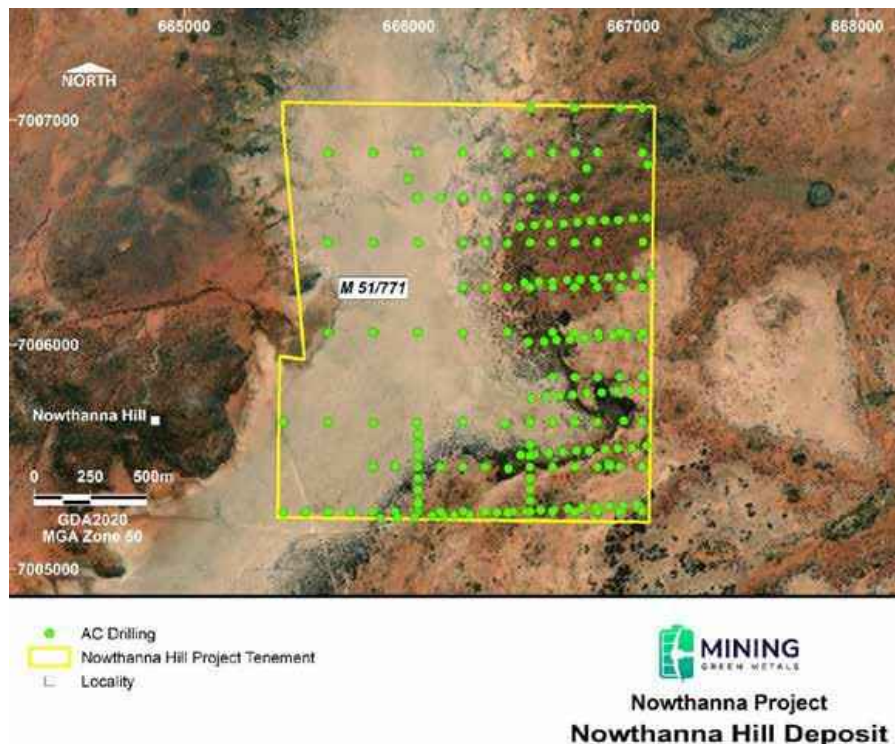 665000
666000
667000
668000
NORTH
7007000
M 51/771
7006000
Nowthanna Hill
0 250 500m
GDA2020
MGA Zone 50
7005000
AC Drilling
Nowthanna Hill Project Tenement
Locality
MINING
GREEN METALS
Nowthanna Project
Nowthanna Hill Deposit